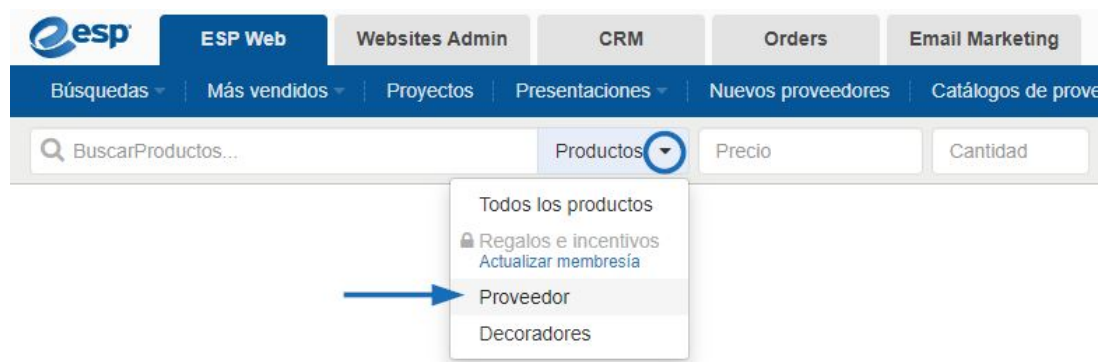 esp ESP Web Websites Admin CRM Orders Email Marketing
Búsquedas Más vendidos Proyectos Presentaciones Nuevos proveedores Catálogos de prove
BuscarProductos... Productos Precio Cantidad
Todos los productos
Regalos e incentivos
Actualizar membresía
Proveedor
Decoradores